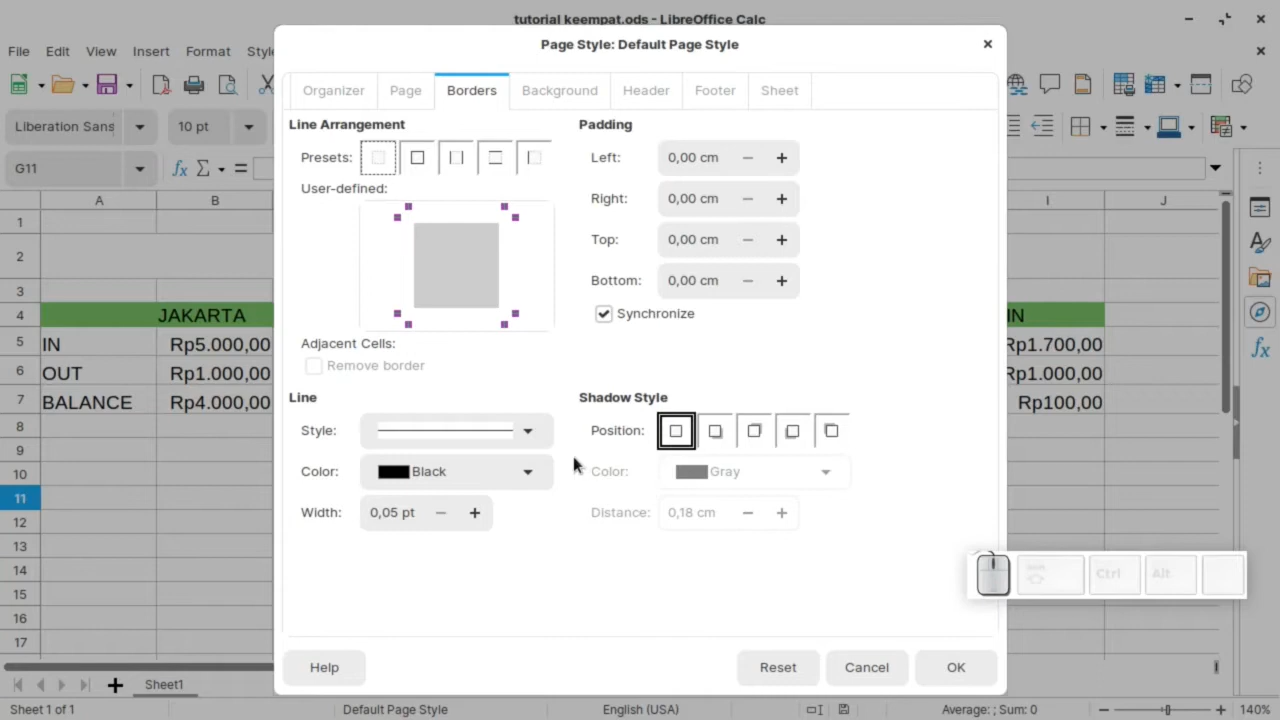 tutorial keempat.ods - LibreOffice Calc
File Edit View Insert Format
Page Style: Default Page Style
Organizer Page Borders Background Header Footer Sheet
Liberation Sans 10 pt
G11
Line Arrangement
Presets:
User-defined:
Adjacent Cells:
Remove border
Padding
Left: 0,00 cm
Right: 0,00 cm
Top: 0,00 cm
Bottom: 0,00 cm
Synchronize
Line
Style:
Color: Black
Width: 0,05 pt
Shadow Style
Position:
Color: Gray
Distance: 0,18 cm
Help Reset Cancel OK
A B I J
1
2
3
4 JAKARTA IN
5 IN Rp5.000,00 Rp1.700,00
6 OUT Rp1.000,00 Rp1.000,00
7 BALANCE Rp4.000,00 Rp100,00
8
9
10
11
12
13
14
15
16
17
Ctrl Alt
Sheet1
Sheet 1 of 1 Default Page Style English (USA) Average: ; Sum: 0 140%